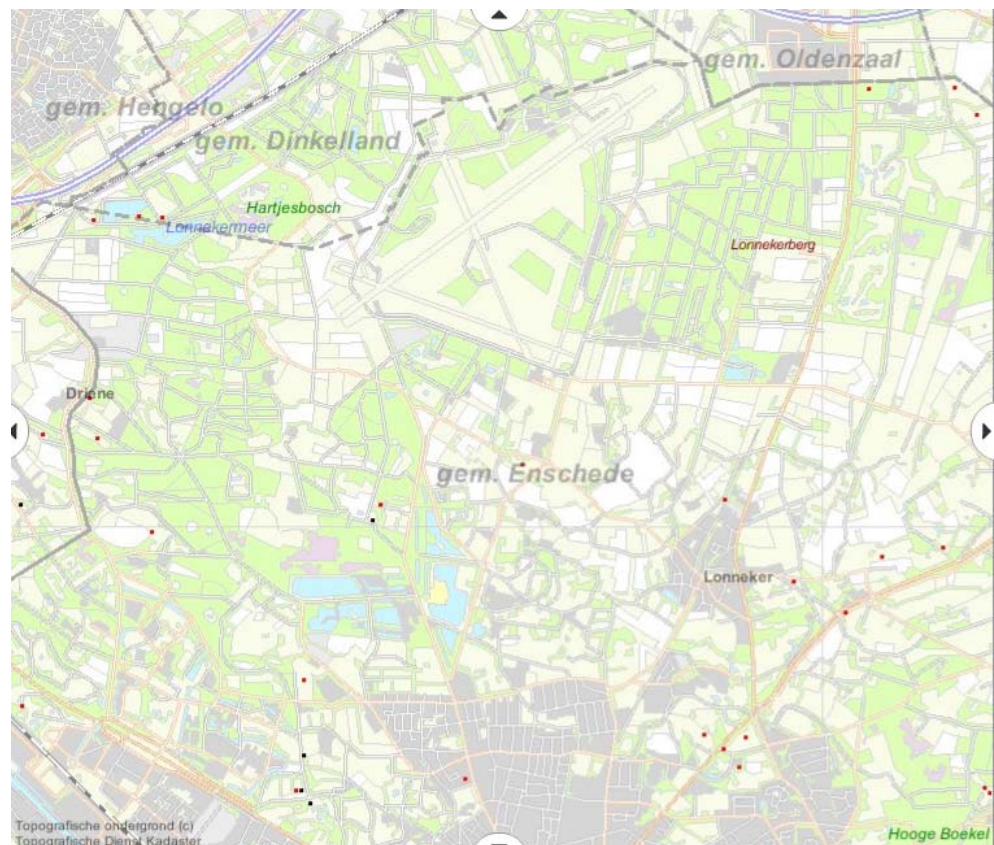 gem. Oldenzaal
gem. Hengelo
gem. Dinkelland
Hartjesbosch
Lonnekermeer
Lonnekerberg
Driene
gem. Enschede
Lonneker
Topografische ondergrond (c)
Topografische Dienst Kadaster
Hooge Boekel